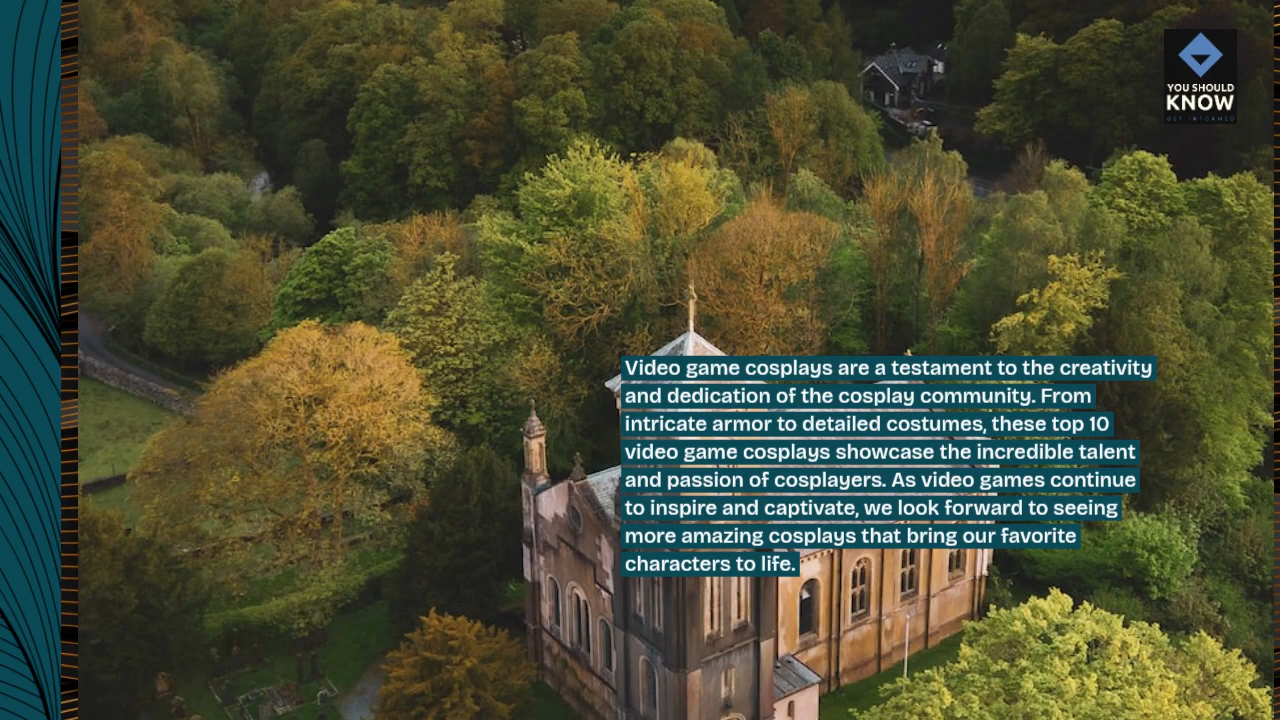 YOU SHOULD
KNOW
GET INFORMED
Video game cosplays are a testament to the creativity
and dedication of the cosplay community. From
intricate armor to detailed costumes, these top 10
video game cosplays showcase the incredible talent
and passion of cosplayers. As video games continue
to inspire and captivate, we look forward to seeing
more amazing cosplays that bring our favorite
characters to life.